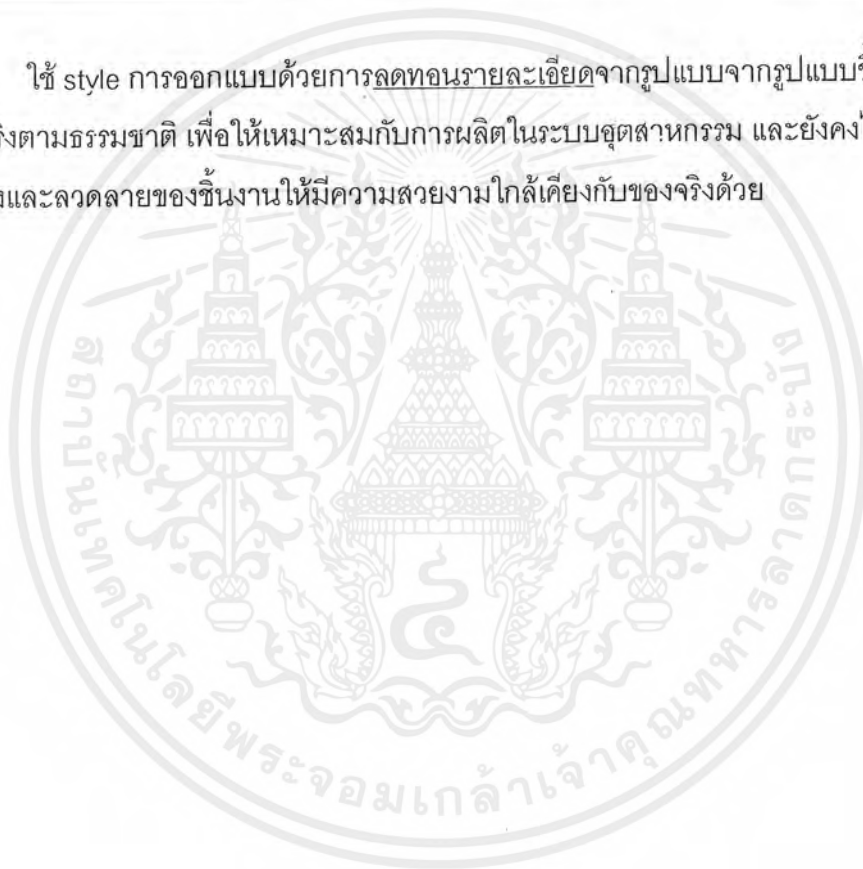 ใช้ style การออกแบบด้วยการลดทอนรายละเอียดจากรูปแบบจากรูปแบบ
ตามธรรมชาติ เพื่อให้เหมาะสมกับการผลิตในระบบอุตสาหกรรม และยังคง
และลวดลายของชิ้นงานให้มีความสวยงามใกล้เคียงกับของจริงด้วย
สถาบันเทคโนโลยีพระจอมเกล้าเจ้าคุณทหารลาดกระบัง